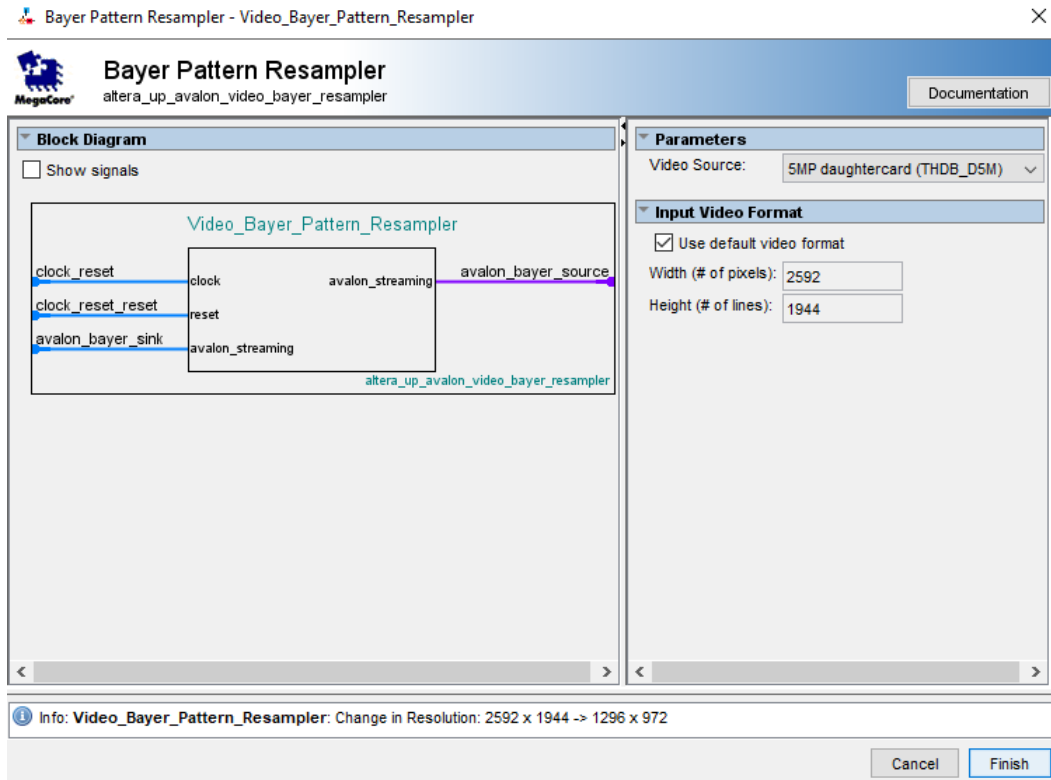 Bayer Pattern Resampler - Video_Bayer_Pattern_Resampler
Bayer Pattern Resampler
altera_up_avalon_video_bayer_resampler
MegaCore®
Documentation
Block Diagram
Show signals
Video_Bayer_Pattern_Resampler
clock_reset
clock
avalon_streaming
avalon_bayer_source
clock_reset_reset
reset
avalon_bayer_sink
avalon_streaming
altera_up_avalon_video_bayer_resampler
Parameters
Video Source: 5MP daughtercard (THDB_D5M)
Input Video Format
Use default video format
Width (# of pixels): 2592
Height (# of lines): 1944
Info: Video_Bayer_Pattern_Resampler: Change in Resolution: 2592 x 1944 -> 1296 x 972
Cancel
Finish